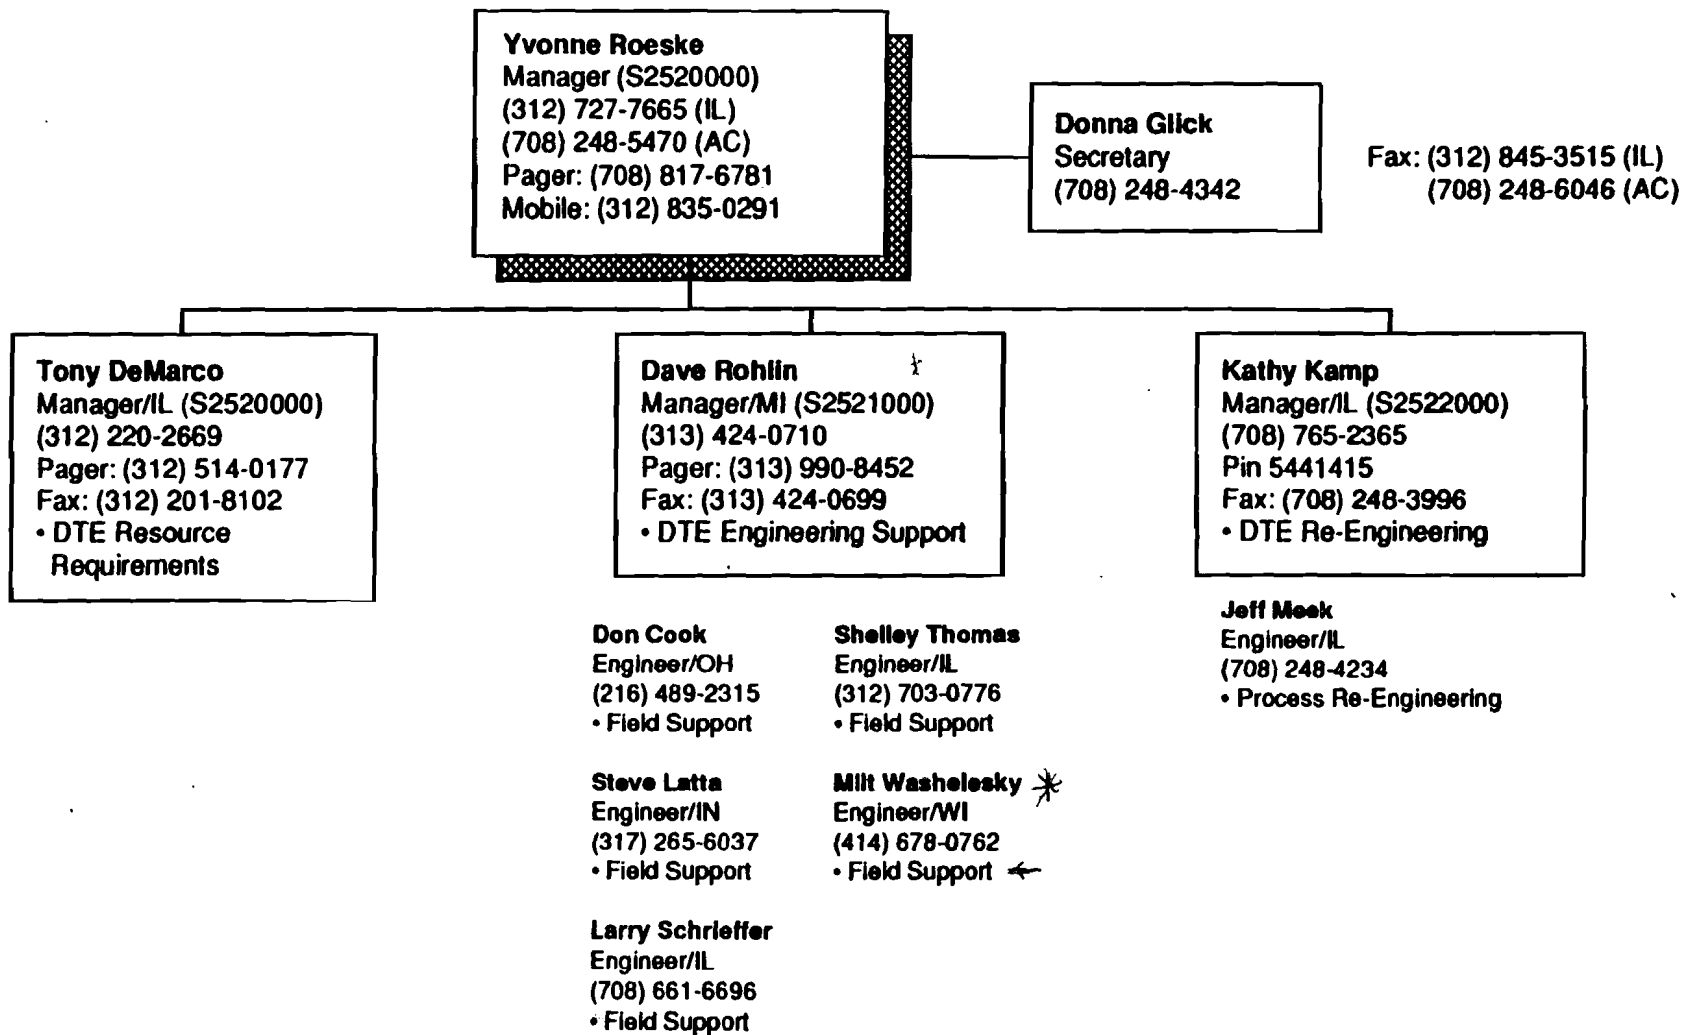 Yvonne Roeske
Manager (S2520000)
(312) 727-7665 (IL)
(708) 248-5470 (AC)
Pager: (708) 817-6781
Mobile: (312) 835-0291
Donna Glick
Secretary
(708) 248-4342
Fax: (312) 845-3515 (IL)
(708) 248-6046 (AC)
Tony DeMarco
Manager/IL (S2520000)
(312) 220-2669
Pager: (312) 514-0177
Fax: (312) 201-8102
• DTE Resource
Requirements
Dave Rohlin
Manager/MI (S2521000)
(313) 424-0710
Pager: (313) 990-8452
Fax: (313) 424-0699
• DTE Engineering Support
Kathy Kamp
Manager/IL (S2522000)
(708) 765-2365
Pin 5441415
Fax: (708) 248-3996
• DTE Re-Engineering
Don Cook
Engineer/OH
(216) 489-2315
• Field Support
Shelley Thomas
Engineer/IL
(312) 703-0776
• Field Support
Jeff Meek
Engineer/IL
(708) 248-4234
• Process Re-Engineering
Steve Latta
Engineer/IN
(317) 265-6037
• Field Support
Milt Washelesky *
Engineer/WI
(414) 678-0762
• Field Support ←
Larry Schrieffer
Engineer/IL
(708) 661-6696
• Field Support